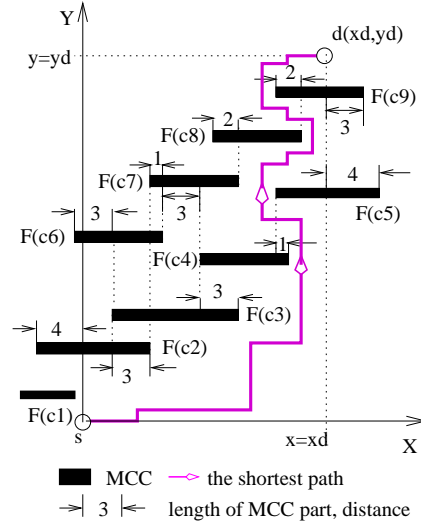 Y
d(xd,yd)
y=yd
2
F(c9)
3
2
F(c8)
1
F(c7)
4
3
3
F(c5)
F(c6)
1
F(c4)
3
F(c3)
4
F(c2)
3
F(c1)
s
x=xd
X
MCC
the shortest path
3
length of MCC part, distance